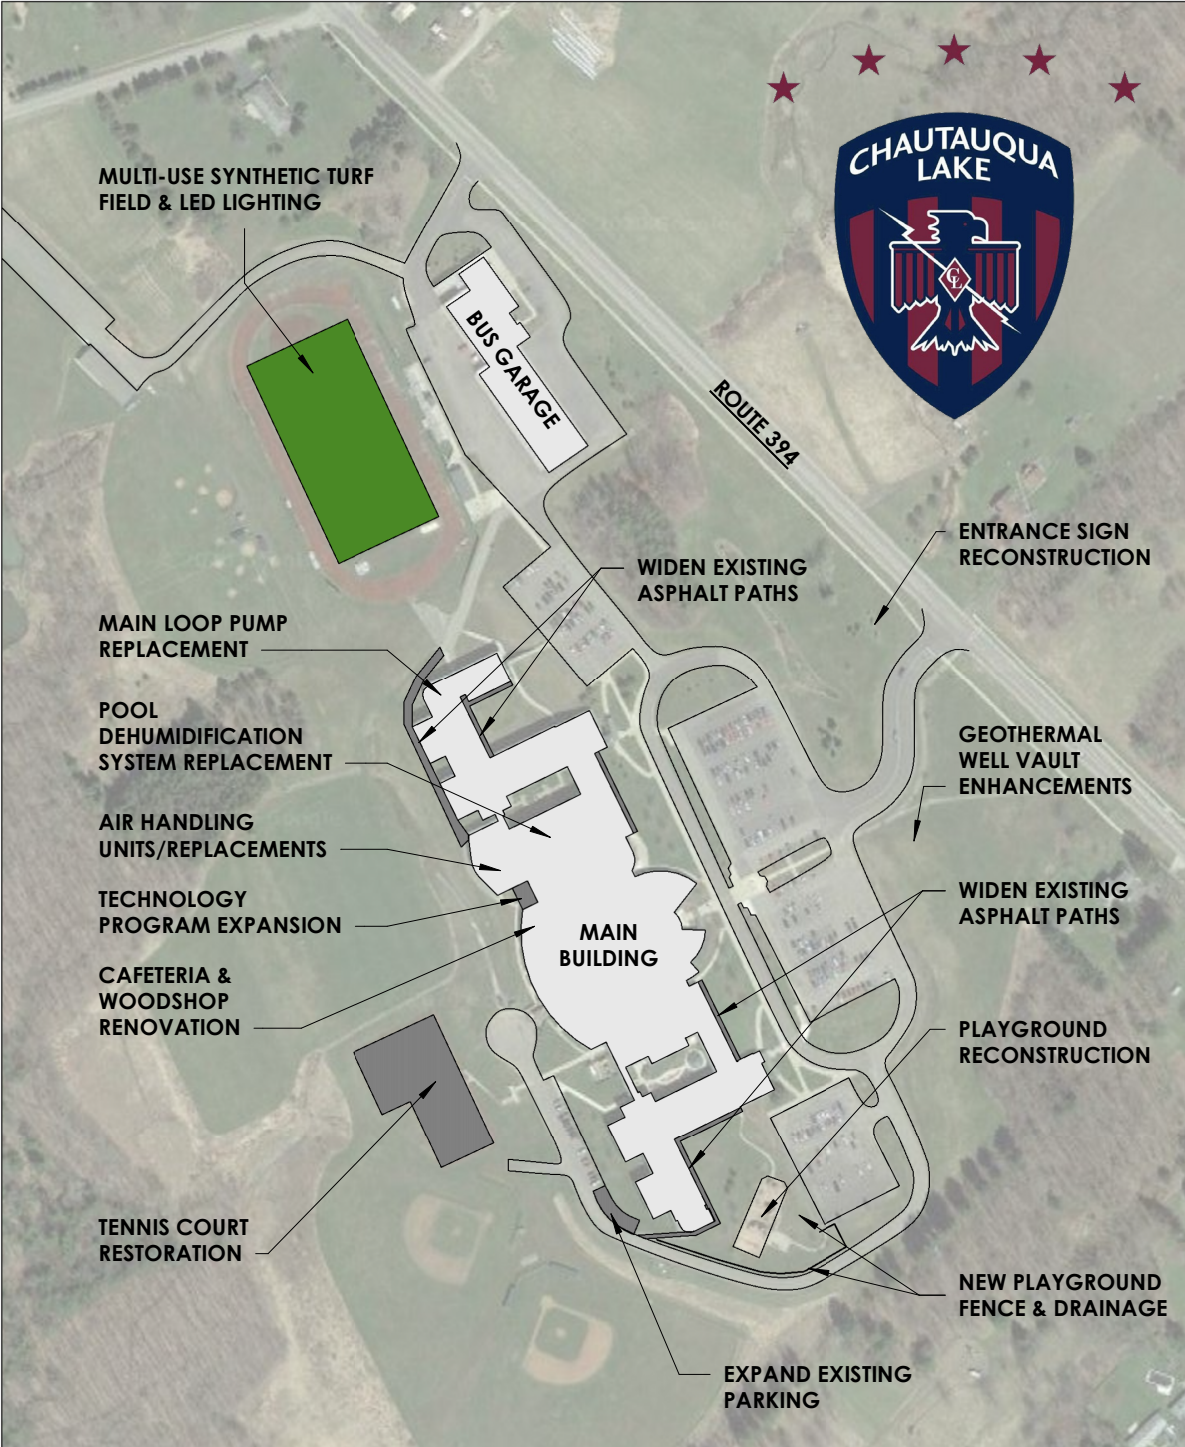 CHAUTAUQUA
LAKE
CL
MULTI-USE SYNTHETIC TURF
FIELD & LED LIGHTING
BUS GARAGE
ROUTE 394
ENTRANCE SIGN
RECONSTRUCTION
WIDEN EXISTING
ASPHALT PATHS
MAIN LOOP PUMP
REPLACEMENT
POOL
DEHUMIDIFICATION
SYSTEM REPLACEMENT
GEOTHERMAL
WELL VAULT
ENHANCEMENTS
AIR HANDLING
UNITS/REPLACEMENTS
TECHNOLOGY
PROGRAM EXPANSION
WIDEN EXISTING
ASPHALT PATHS
MAIN
BUILDING
CAFETERIA &
WOODSHOP
RENOVATION
PLAYGROUND
RECONSTRUCTION
TENNIS COURT
RESTORATION
NEW PLAYGROUND
FENCE & DRAINAGE
EXPAND EXISTING
PARKING